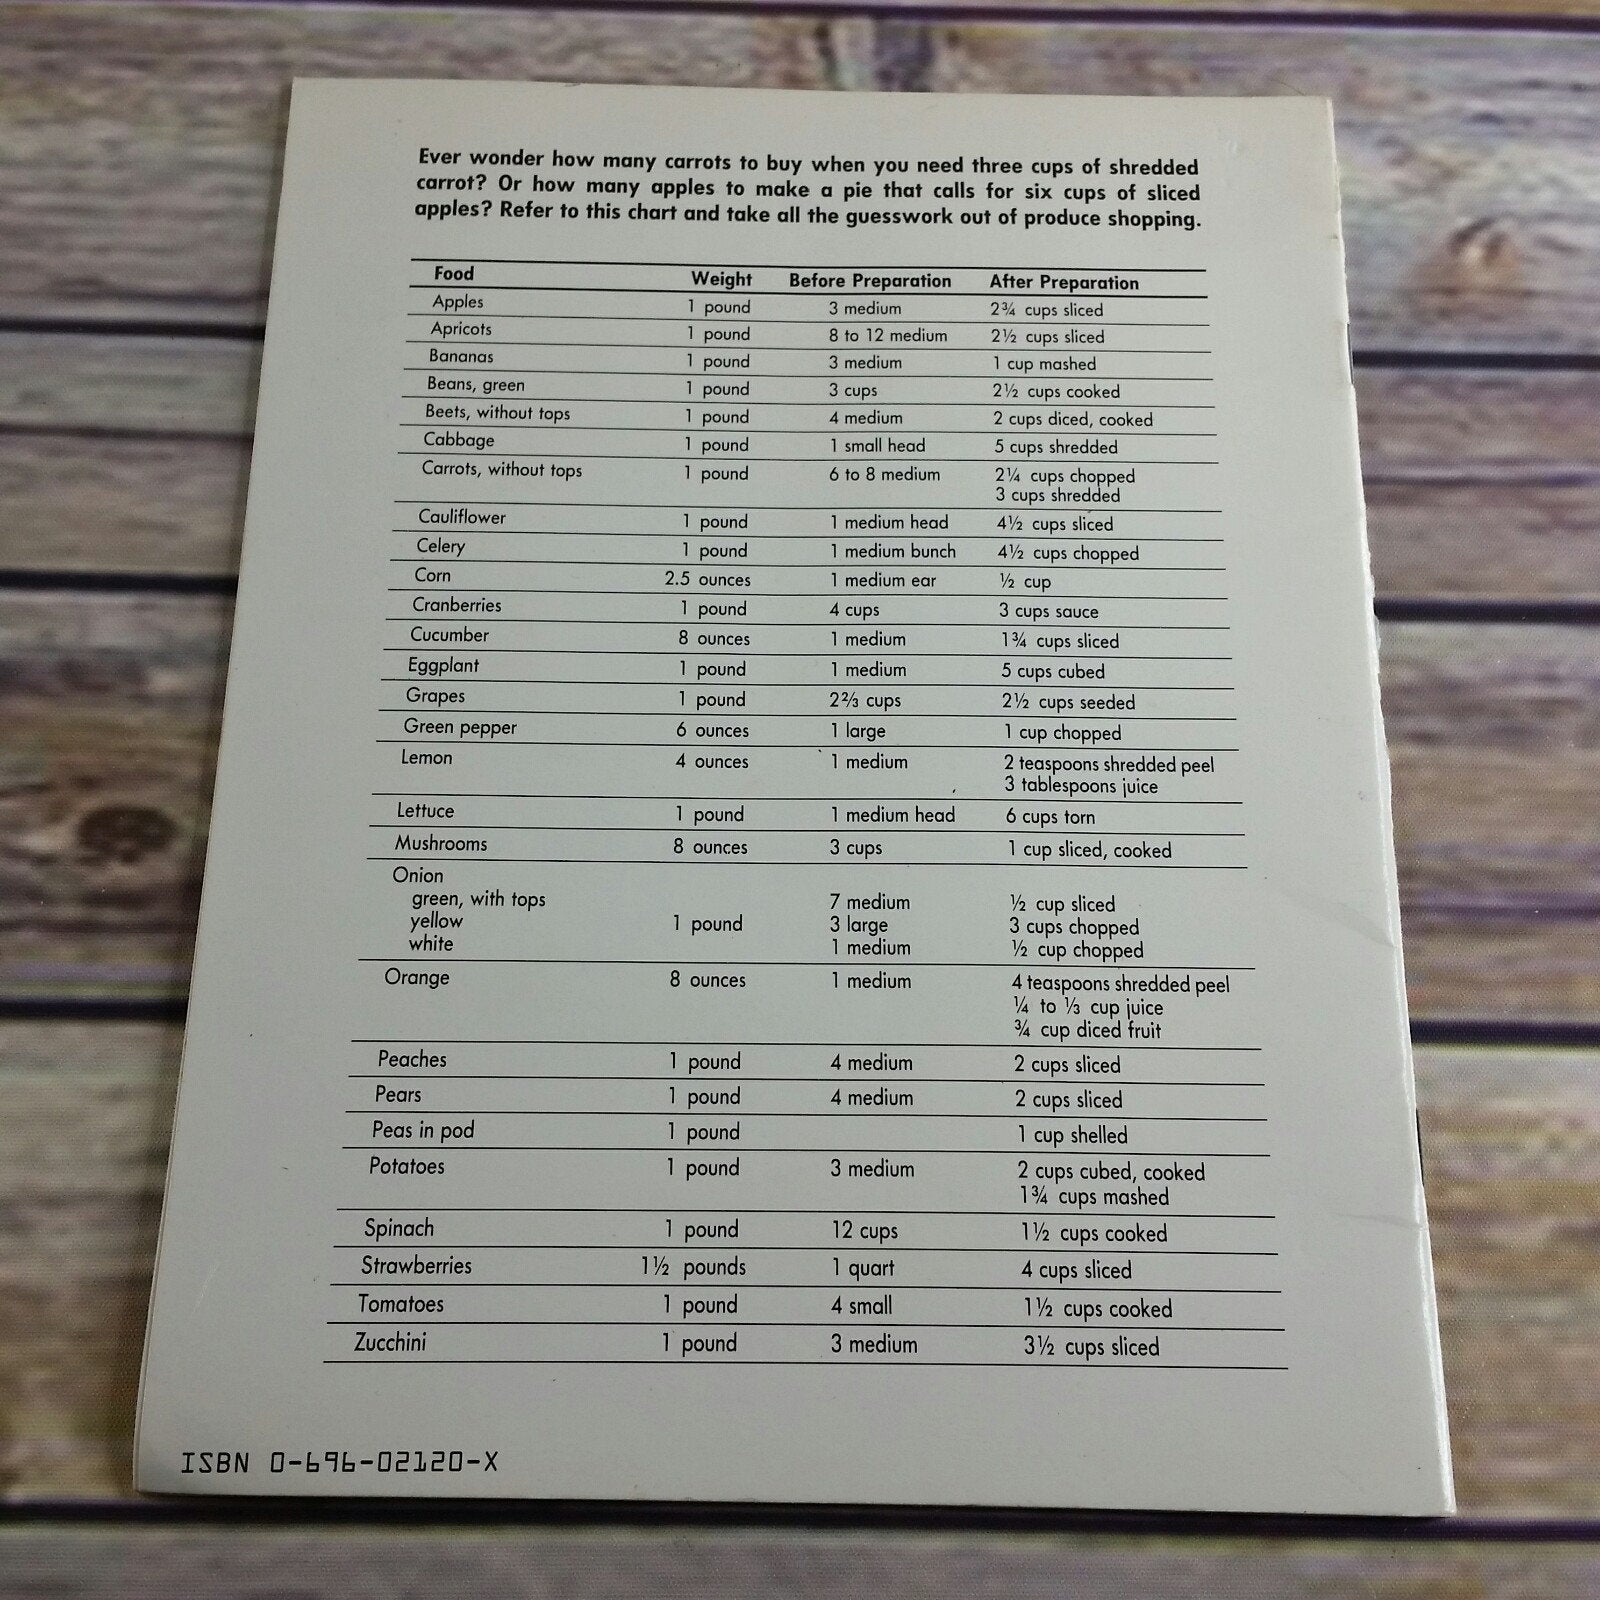 Ever wonder how many carrots to buy when you need three cups of shredded
carrot? Or how many apples to make a pie that calls for six cups of sliced
apples? Refer to this chart and take all the guesswork out of produce shopping.
Food Weight Before Preparation After Preparation
Apples 1 pound 3 medium 2¾ cups sliced
Apricots 1 pound 8 to 12 medium 2½ cups sliced
Bananas 1 pound 3 medium 1 cup mashed
Beans, green 1 pound 3 cups 2½ cups cooked
Beets, without tops 1 pound 4 medium 2 cups diced, cooked
Cabbage 1 pound 1 small head 5 cups shredded
Carrots, without tops 1 pound 6 to 8 medium 2¼ cups chopped
3 cups shredded
Cauliflower 1 pound 1 medium head 4½ cups sliced
Celery 1 pound 1 medium bunch 4½ cups chopped
Corn 2.5 ounces 1 medium ear ½ cup
Cranberries 1 pound 4 cups 3 cups sauce
Cucumber 8 ounces 1 medium 1¾ cups sliced
Eggplant 1 pound 1 medium 5 cups cubed
Grapes 1 pound 2⅔ cups 2½ cups seeded
Green pepper 6 ounces 1 large 1 cup chopped
Lemon 4 ounces 1 medium 2 teaspoons shredded peel
3 tablespoons juice
Lettuce 1 pound 1 medium head 6 cups torn
Mushrooms 8 ounces 3 cups 1 cup sliced, cooked
Onion
green, with tops 7 medium ½ cup sliced
yellow 1 pound 3 large 3 cups chopped
white 1 medium ½ cup chopped
Orange 8 ounces 1 medium 4 teaspoons shredded peel
¼ to ⅓ cup juice
¾ cup diced fruit
Peaches 1 pound 4 medium 2 cups sliced
Pears 1 pound 4 medium 2 cups sliced
Peas in pod 1 pound 1 cup shelled
Potatoes 1 pound 3 medium 2 cups cubed, cooked
1¾ cups mashed
Spinach 1 pound 12 cups 1½ cups cooked
Strawberries 1½ pounds 1 quart 4 cups sliced
Tomatoes 1 pound 4 small 1½ cups cooked
Zucchini 1 pound 3 medium 3½ cups sliced
ISBN 0-696-02120-X